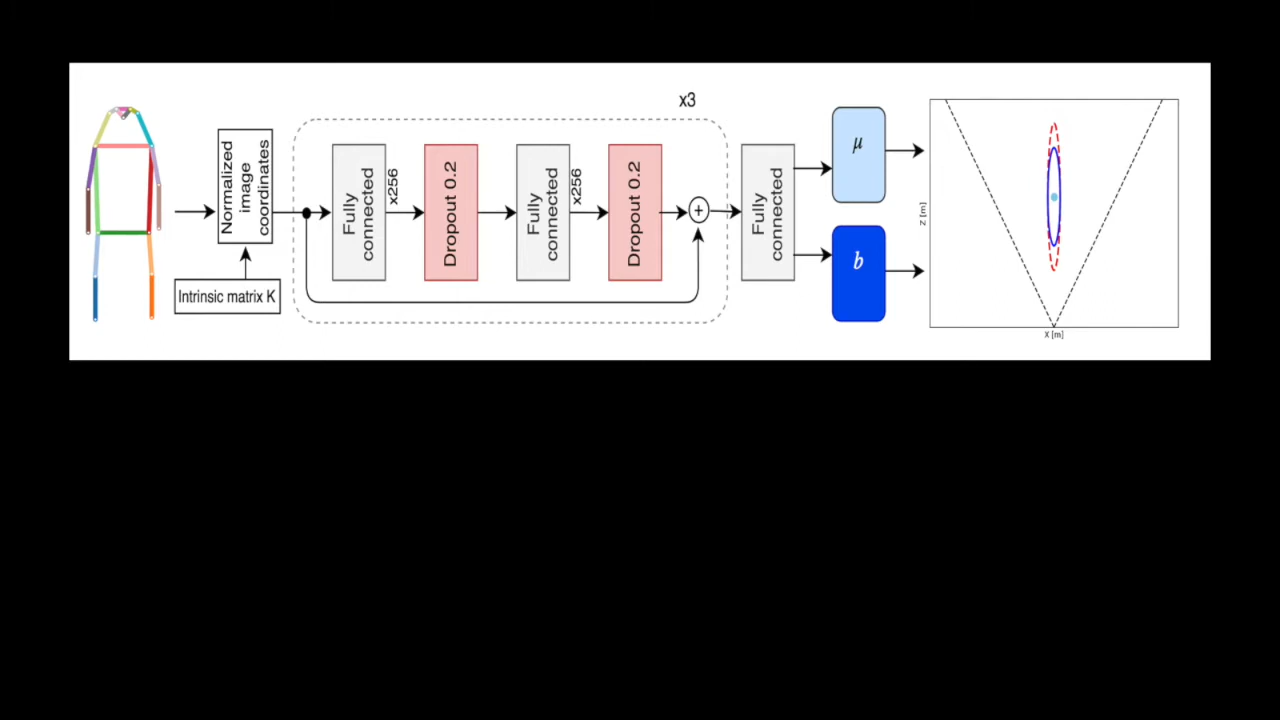 x3
Normalized
image
coordinates
Intrinsic matrix K
Fully
connected
x256
Dropout 0.2
Fully
connected
x256
Dropout 0.2
+
Fully
connected
μ
b
Z [m]
X [m]